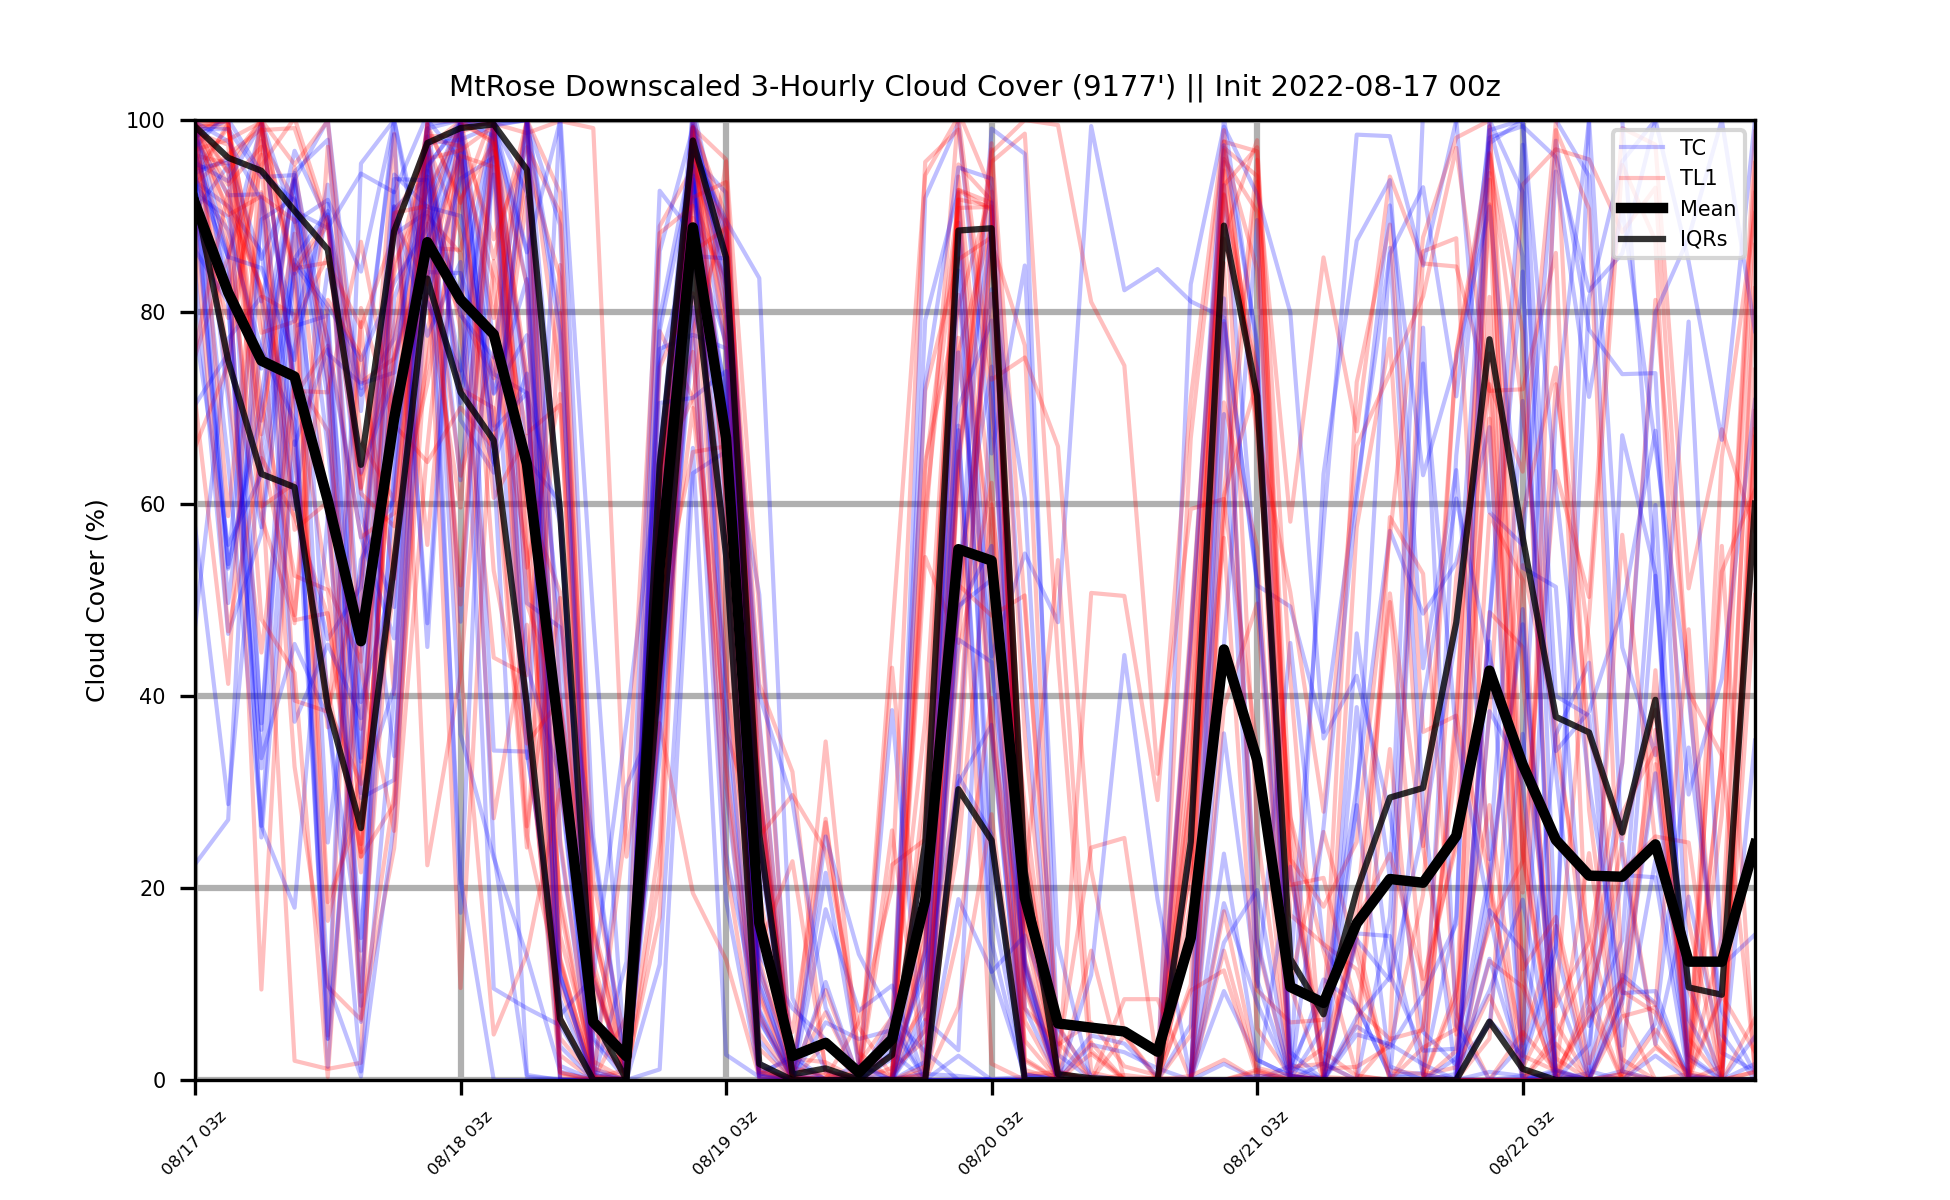 MtRose Downscaled 3-Hourly Cloud Cover (9177') || Init 2022-08-17 00z
Cloud Cover (%)
100
80
60
40
20
0
TC
TL1
Mean
IQRs
08/17 03z
08/18 03z
08/19 03z
08/20 03z
08/21 03z
08/22 03z